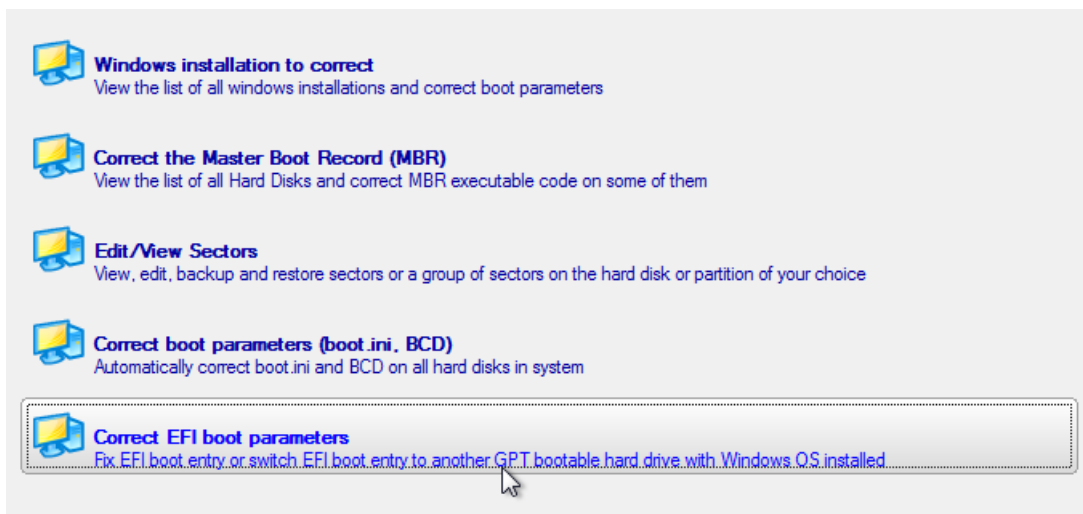 Windows installation to correct
View the list of all windows installations and correct boot parameters
Correct the Master Boot Record (MBR)
View the list of all Hard Disks and correct MBR executable code on some of them
Edit/View Sectors
View, edit, backup and restore sectors or a group of sectors on the hard disk or partition of your choice
Correct boot parameters (boot.ini, BCD)
Automatically correct boot.ini and BCD on all hard disks in system
Correct EFI boot parameters
Fix EFI boot entry or switch EFI boot entry to another GPT bootable hard drive with Windows OS installed